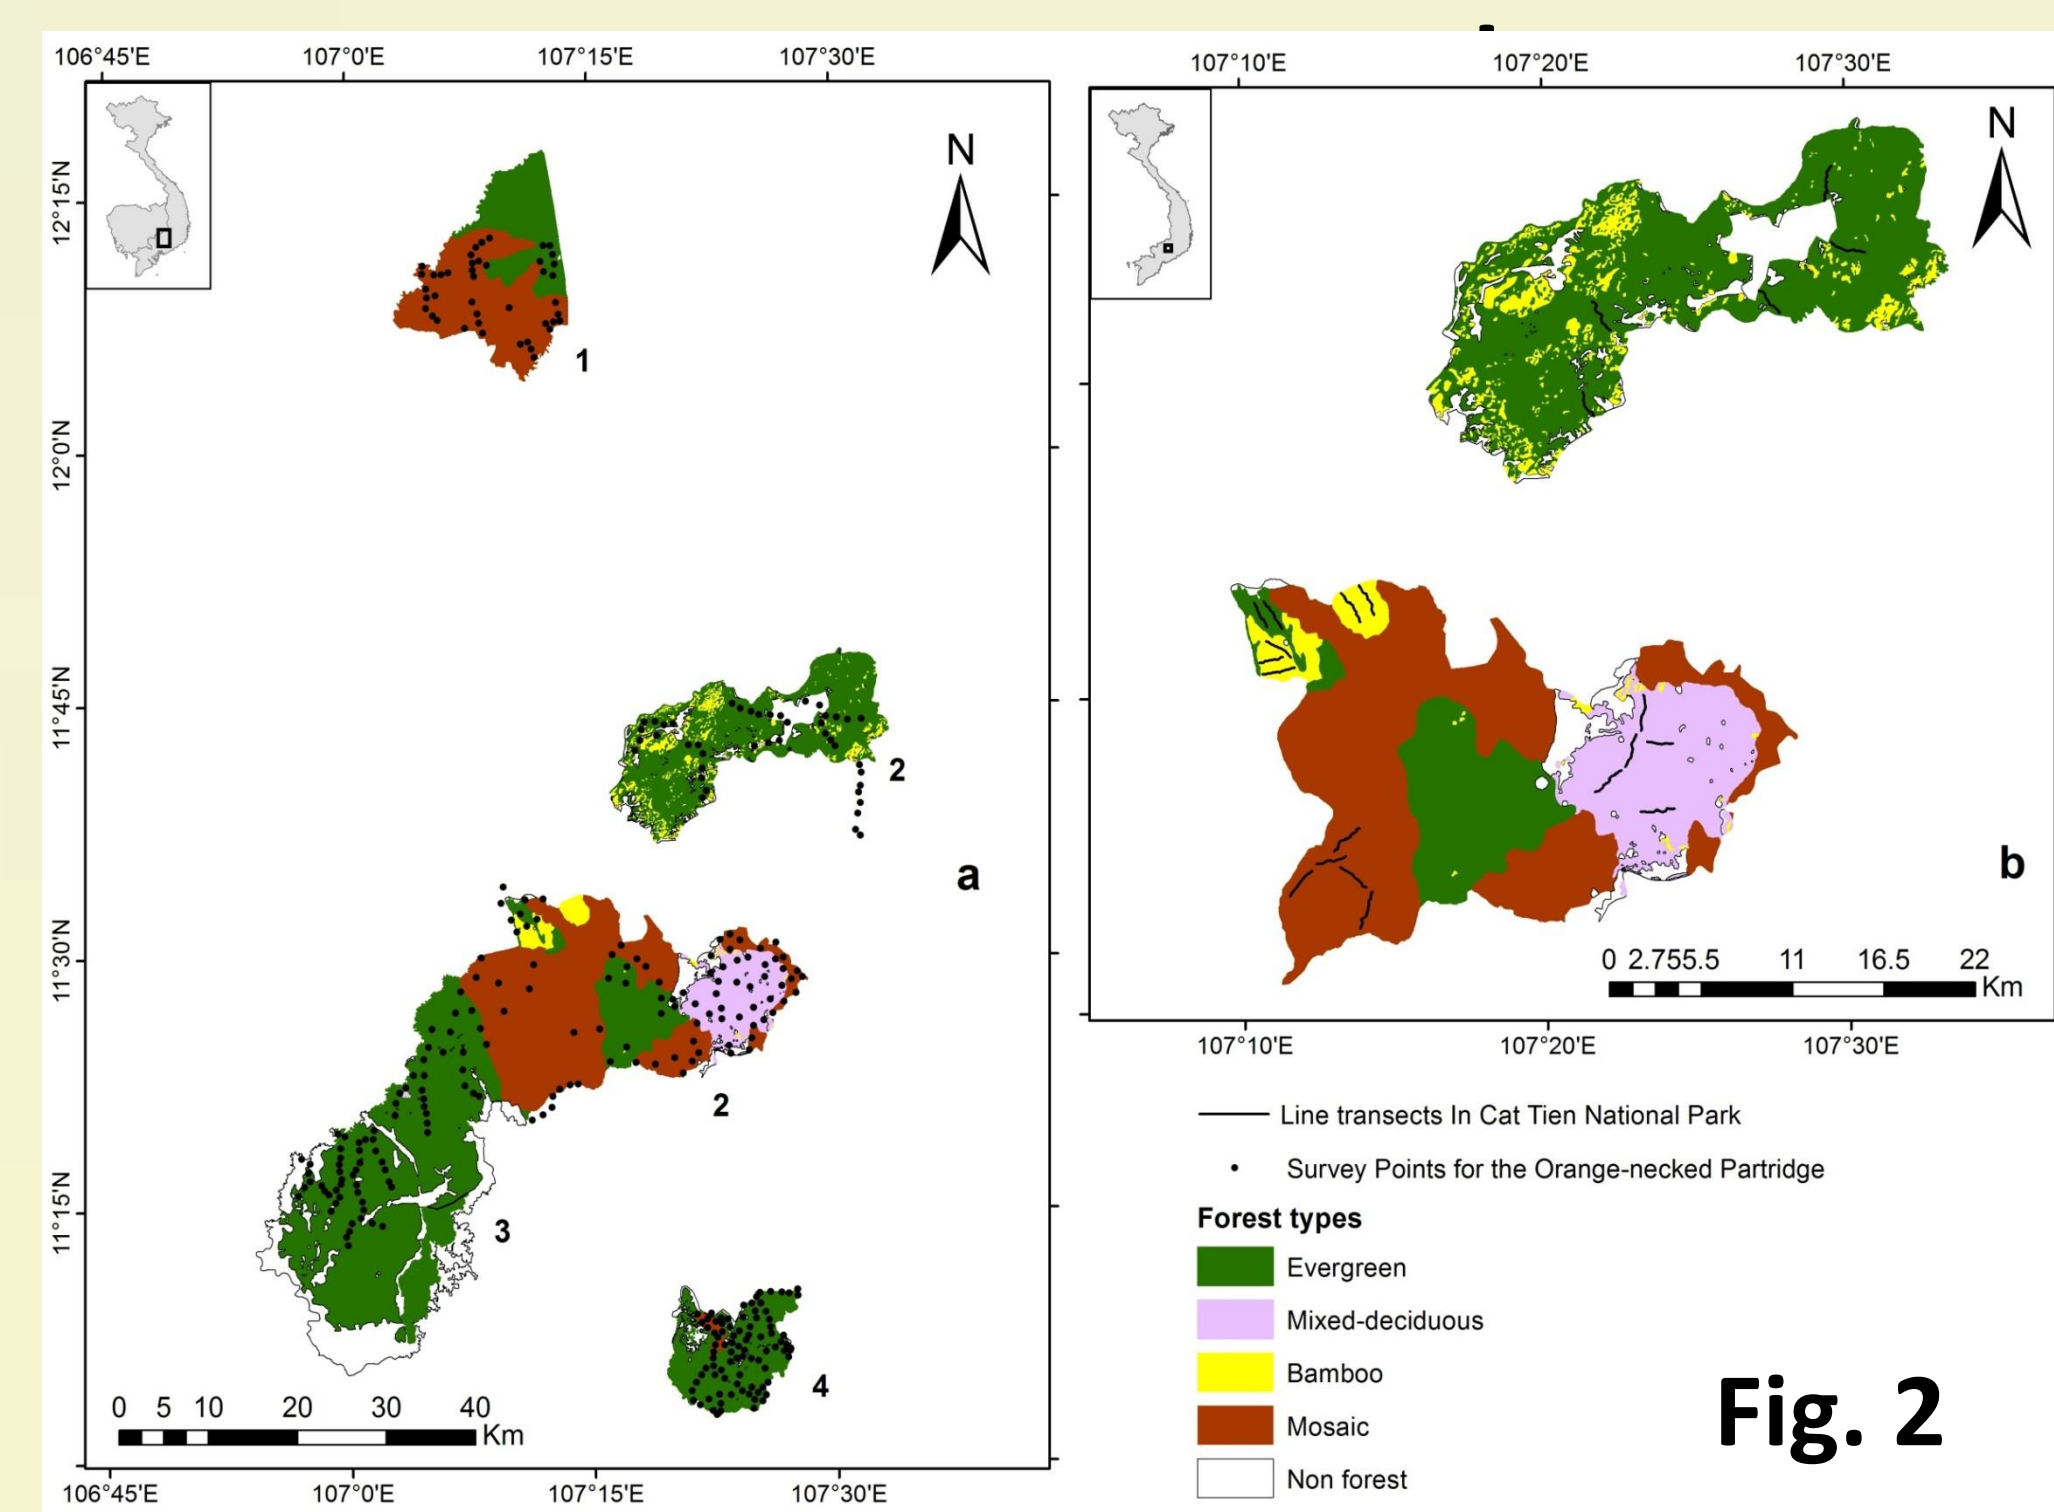 106°45'E 107°0'E 107°15'E 107°30'E
107°10'E 107°20'E 107°30'E
N
N
12°15'N
1
12°0'N
11°45'N
2
a
b
11°30'N
0 2.755.5 11 16.5 22
Km
107°10'E 107°20'E 107°30'E
2
Line transects In Cat Tien National Park
Survey Points for the Orange-necked Partridge
11°15'N
3
Forest types
Evergreen
Mixed-deciduous
Bamboo
Mosaic
Non forest
4
Fig. 2
0 5 10 20 30 40
Km
106°45'E 107°0'E 107°15'E 107°30'E